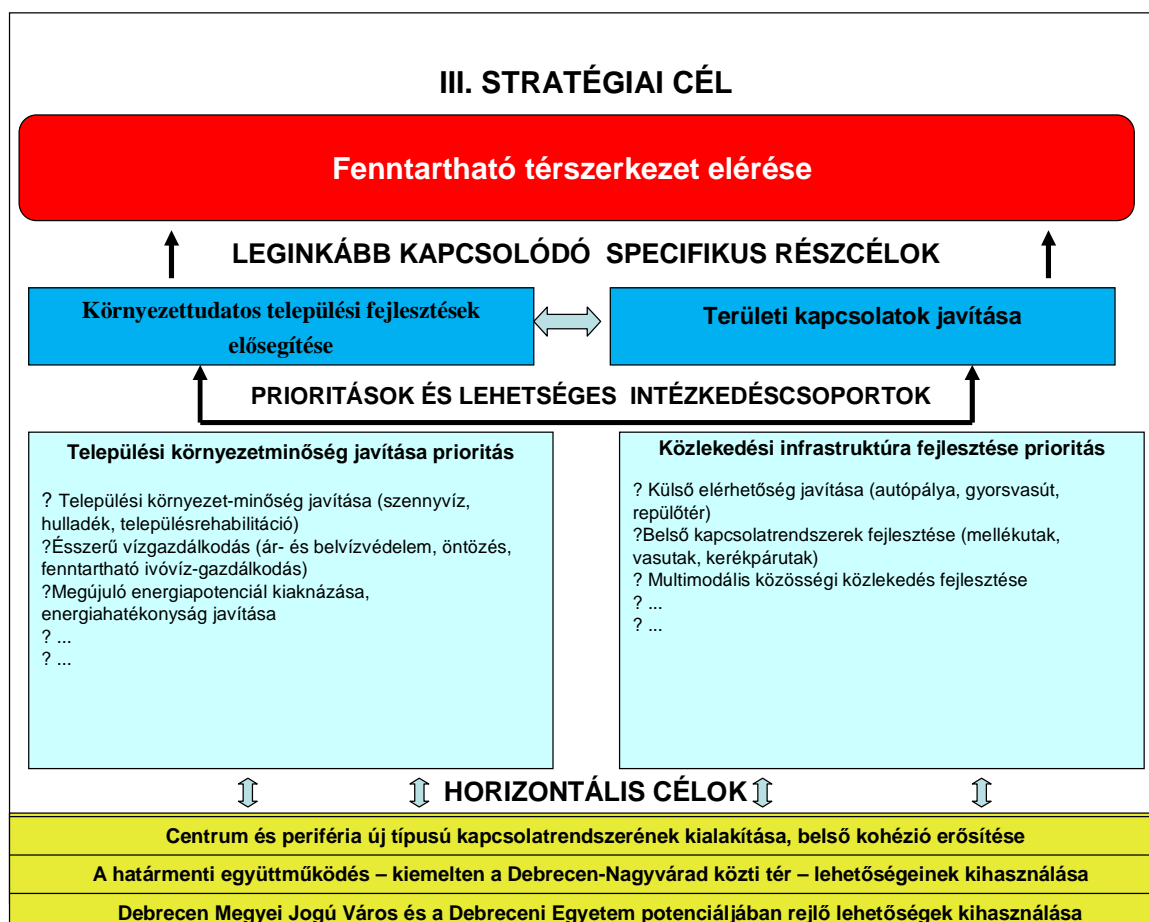 III. STRATÉGIAI CÉL
Fenntartható térszerkezet elérése
LEGINKÁBB KAPCSOLÓDÓ SPECIFIKUS RÉSZCÉLOK
Környezettudatos települési fejlesztések
elősegítése
Területi kapcsolatok javítása
PRIORITÁSOK ÉS LEHETSÉGES INTÉZKEDÉSCSOPORTOK
Települési környezetminőség javítása prioritás
? Települési környezet-minőség javítása (szennyvíz,
hulladék, településrehabilitáció)
?Ésszerű vízgazdálkodás (ár- és belvízvédelem, öntözés,
fenntartható ivóvíz-gazdálkodás)
?Megújuló energiapotenciál kiaknázása,
energiahatékonyság javítása
? ...
? ...
Közlekedési infrastruktúra fejlesztése prioritás
? Külső elérhetőség javítása (autópálya, gyorsvasút,
repülőtér)
?Belső kapcsolatrendszerek fejlesztése (mellékutak,
vasutak, kerékpárutak)
? Multimodális közösségi közlekedés fejlesztése
? ...
? ...
HORIZONTÁLIS CÉLOK
Centrum és periféria új típusú kapcsolatrendszerének kialakítása, belső kohézió erősítése
A határmenti együttműködés – kiemelten a Debrecen-Nagyvárad közti tér – lehetőségeinek kihasználása
Debrecen Megyei Jogú Város és a Debreceni Egyetem potenciáljában rejlő lehetőségek kihasználása